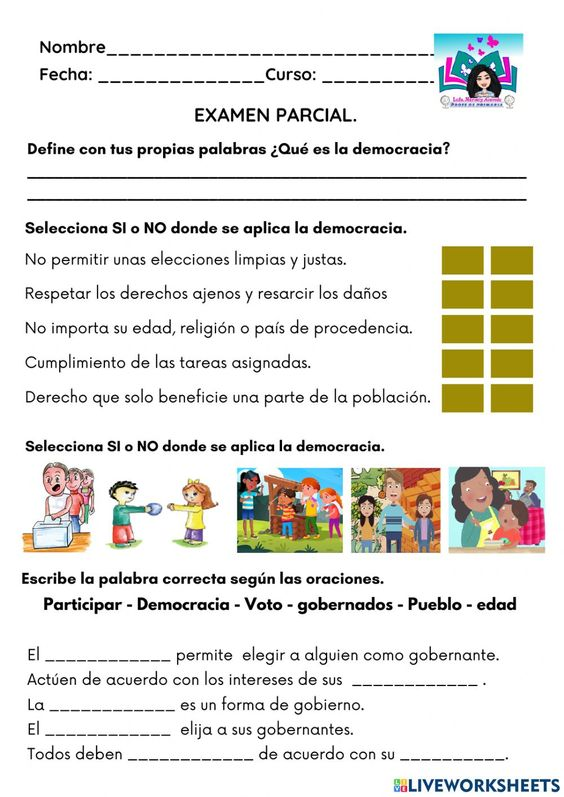 Nombre____________________________
Fecha: ______________Curso: __________
EXAMEN PARCIAL.
Define con tus propias palabras ¿Qué es la democracia?
Selecciona SI o NO donde se aplica la democracia.
No permitir unas elecciones limpias y justas.
Respetar los derechos ajenos y resarcir los daños
No importa su edad, religión o país de procedencia.
Cumplimiento de las tareas asignadas.
Derecho que solo beneficie una parte de la población.
Selecciona SI o NO donde se aplica la democracia.
Escribe la palabra correcta según las oraciones.
Participar - Democracia - Voto - gobernados - Pueblo - edad
El ____________ permite elegir a alguien como gobernante.
Actúen de acuerdo con los intereses de sus ____________ .
La ____________ es un forma de gobierno.
El ____________ elija a sus gobernantes.
Todos deben ____________ de acuerdo con su __________.
LIVEWORKSHEETS